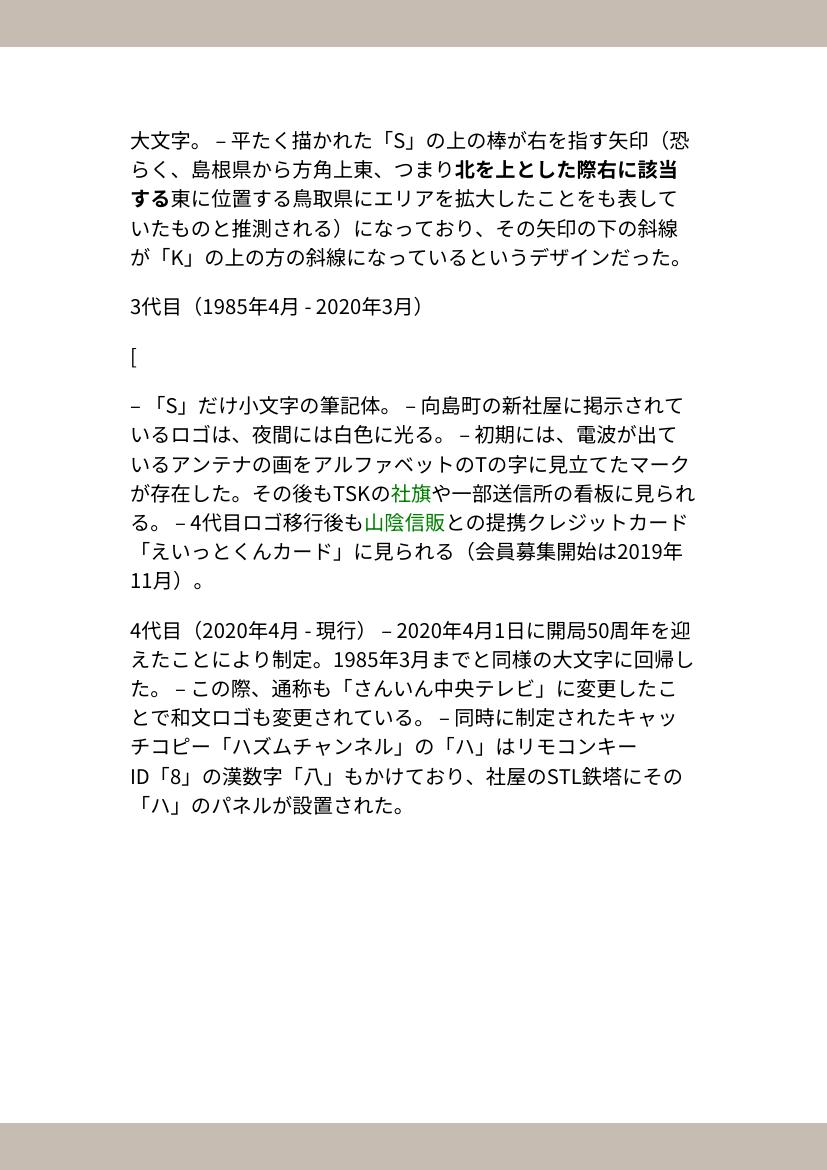 大文字。 – 平たく描かれた「S」の上の棒が右を指す矢印（恐
らく、島根県から方角上東、つまり北を上とした際右に該当
する東に位置する鳥取県にエリアを拡大したことをも表して
いたものと推測される）になっており、その矢印の下の斜線
が「K」の上の方の斜線になっているというデザインだった。
3代目（1985年4月 - 2020年3月）
[
– 「S」だけ小文字の筆記体。 – 向島町の新社屋に掲示されて
いるロゴは、夜間には白色に光る。 – 初期には、電波が出て
いるアンテナの画をアルファベットのTの字に見立てたマーク
が存在した。その後もTSKの社旗や一部送信所の看板に見られ
る。 – 4代目ロゴ移行後も山陰信販との提携クレジットカード
「えいっとくんカード」に見られる（会員募集開始は2019年
11月）。
4代目（2020年4月 - 現行） – 2020年4月1日に開局50周年を迎
えたことにより制定。1985年3月までと同様の大文字に回帰し
た。 – この際、通称も「さんいん中央テレビ」に変更したこ
とで和文ロゴも変更されている。 – 同時に制定されたキャッ
チコピー「ハズムチャンネル」の「ハ」はリモコンキー
ID「8」の漢数字「八」もかけており、社屋のSTL鉄塔にその
「ハ」のパネルが設置された。